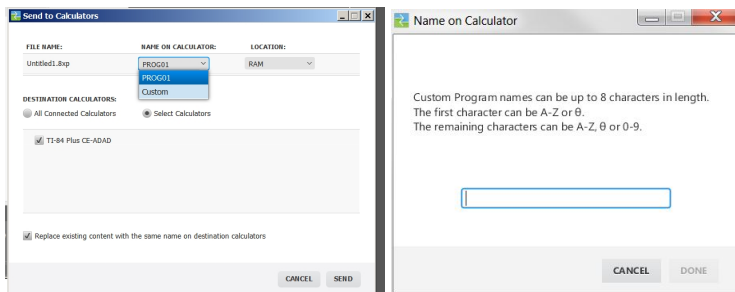 Send to Calculators
FILE NAME: NAME ON CALCULATOR: LOCATION:
Untitled1.8xp PROG01 RAM
PROG01
Custom
DESTINATION CALCULATORS:
All Connected Calculators Select Calculators
TI-84 Plus CE-ADAD
Replace existing content with the same name on destination calculators
CANCEL SEND
Name on Calculator
Custom Program names can be up to 8 characters in length.
The first character can be A-Z or θ.
The remaining characters can be A-Z, θ or 0-9.
CANCEL DONE